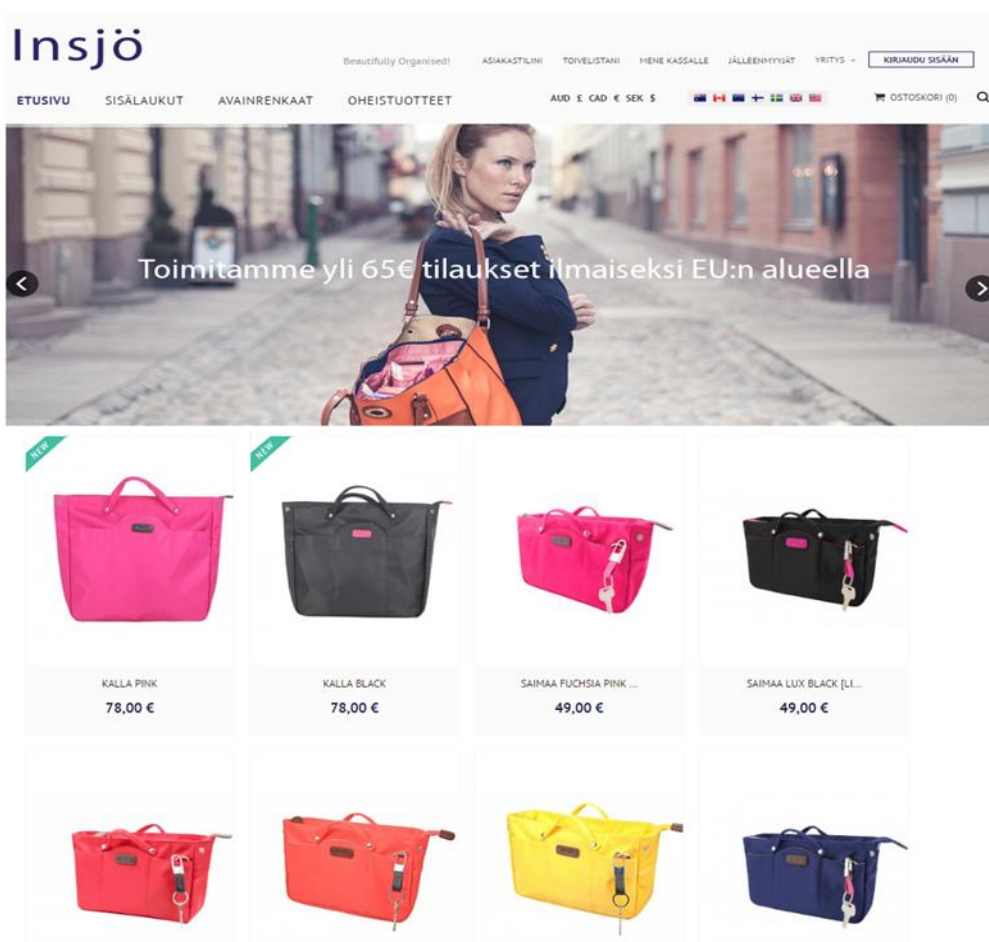 Insjö
Beautifully Organised! ASIAKASTILINI TOIVELISTANI MENE KASSALLE JÄLLEENMYYJÄT YRITYS KIRJAUDU SISÄÄN
ETUSIVU SISÄLAUKUT AVAINRENKAAT OHEISTUOTTEET AUD £ CAD € SEK $ OSTOSKORI (0)
Toimitamme yli 65€ tilaukset ilmaiseksi EU:n alueella
NEW NEW
KALLA PINK KALLA BLACK SAIMAA FUCHSIA PINK ... SAIMAA LUX BLACK [LI...
78,00 € 78,00 € 49,00 € 49,00 €